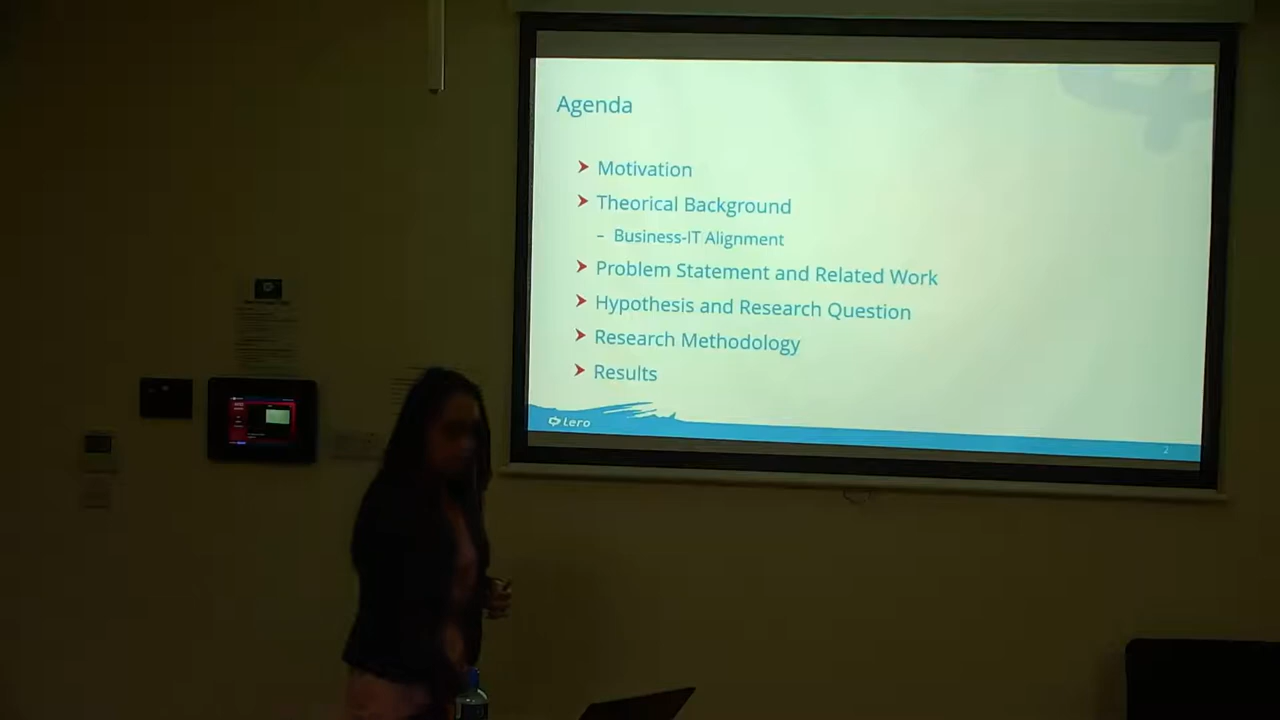 Agenda
Motivation
Theorical Background
– Business-IT Alignment
Problem Statement and Related Work
Hypothesis and Research Question
Research Methodology
Results
Lero
2